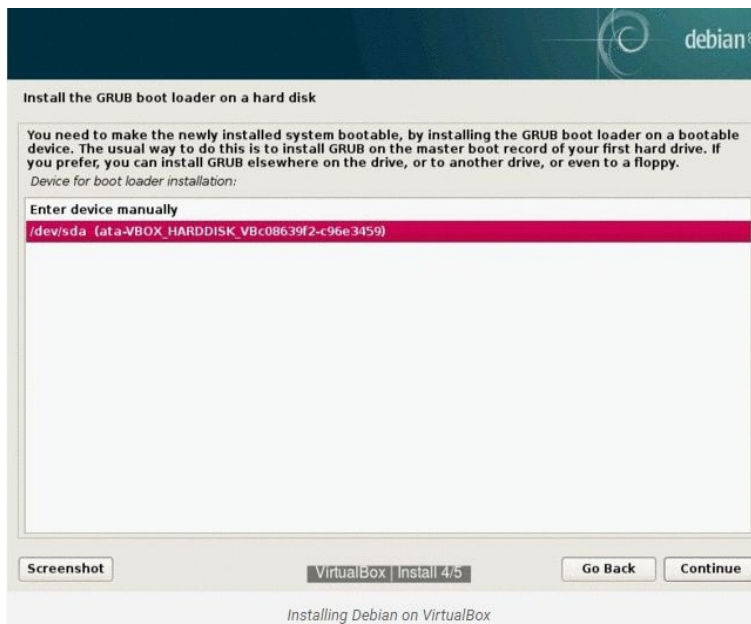 debian
Install the GRUB boot loader on a hard disk
You need to make the newly installed system bootable, by installing the GRUB boot loader on a bootable
device. The usual way to do this is to install GRUB on the master boot record of your first hard drive. If
you prefer, you can install GRUB elsewhere on the drive, or to another drive, or even to a floppy.
Device for boot loader installation:
Enter device manually
/dev/sda (ata-VBOX_HARDDISK_VBc08639f2-c96e3459)
Screenshot
VirtualBox | Install 4/5
Go Back
Continue
Installing Debian on VirtualBox